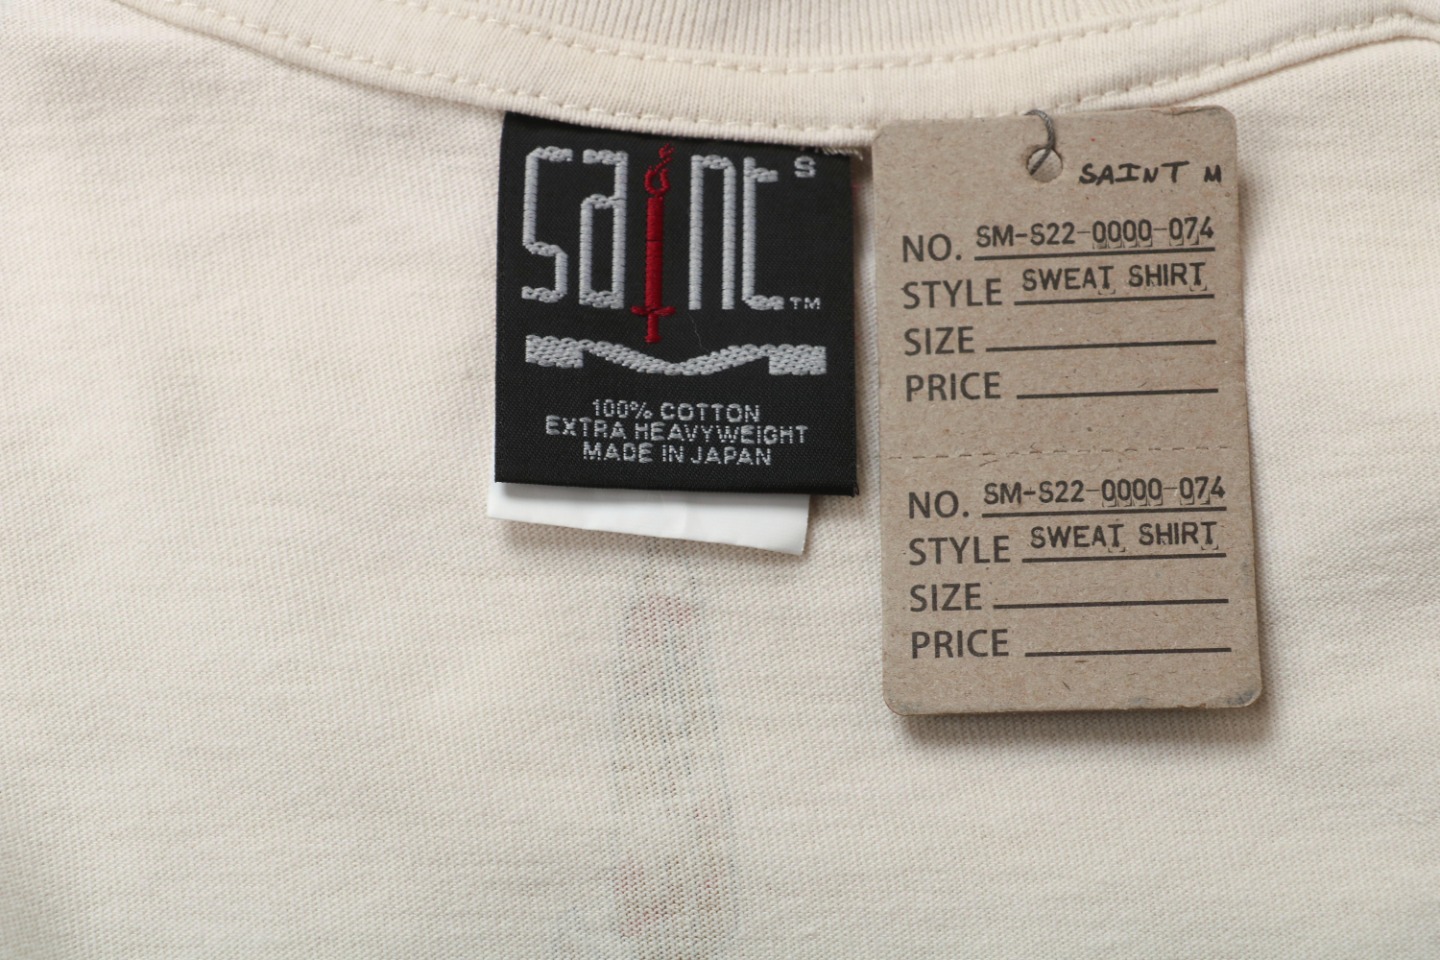 saint S
TM
100% COTTON
EXTRA HEAVYWEIGHT
MADE IN JAPAN
SAINT M
NO. SM-S22-0000-074
STYLE SWEAT SHIRT
SIZE
PRICE
NO. SM-S22-0000-074
STYLE SWEAT SHIRT
SIZE
PRICE